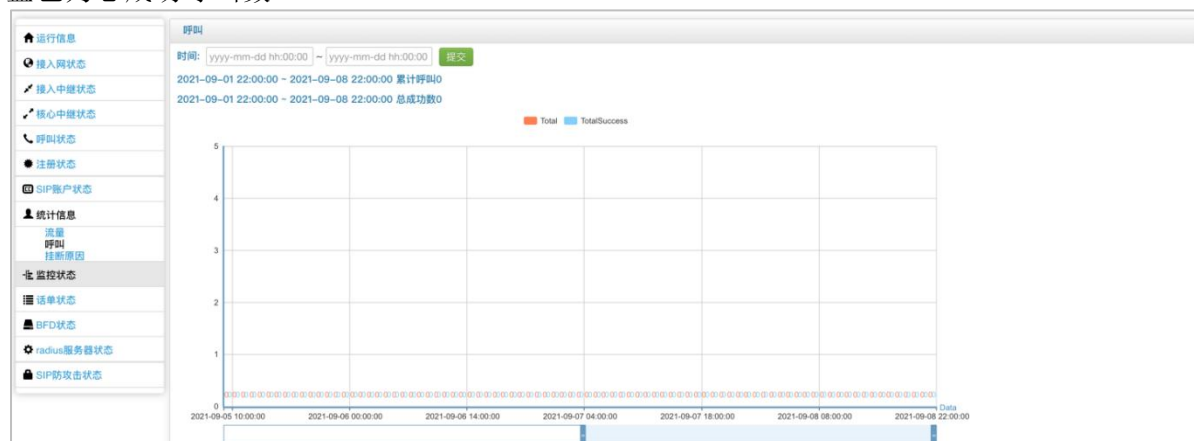 运行信息
接入网状态
接入中继状态
核心中继状态
呼叫状态
注册状态
SIP账户状态
统计信息
流量
呼叫
挂断原因
监控状态
话单状态
BFD状态
radius服务器状态
SIP防攻击状态
呼叫
时间: yyyy-mm-dd hh:00:00 ~ yyyy-mm-dd hh:00:00 提交
2021-09-01 22:00:00 ~ 2021-09-08 22:00:00 累计呼叫0
2021-09-01 22:00:00 ~ 2021-09-08 22:00:00 总成功数0
Total TotalSuccess
5
4
3
2
1
0
Data
2021-09-05 10:00:00 2021-09-06 00:00:00 2021-09-06 14:00:00 2021-09-07 04:00:00 2021-09-07 18:00:00 2021-09-08 08:00:00 2021-09-08 22:00:00